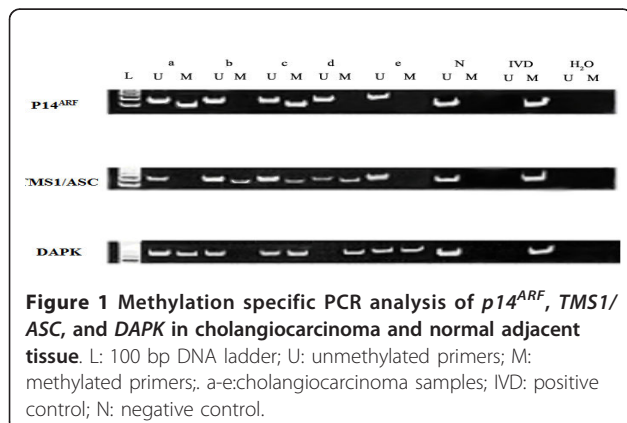 a b c d e N IVD H₂O
L U M U M U M U M U M U M U M U M
P14ᴬᴿᶠ
TMS1/ASC
DAPK
Figure 1 Methylation specific PCR analysis of p14ᴬᴿᶠ, TMS1/
ASC, and DAPK in cholangiocarcinoma and normal adjacent
tissue. L: 100 bp DNA ladder; U: unmethylated primers; M:
methylated primers;. a-e:cholangiocarcinoma samples; IVD: positive
control; N: negative control.